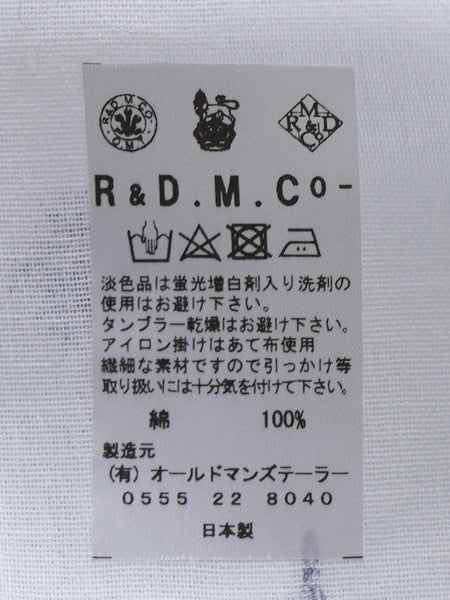 R&D.M.CO-
O.M.T
R M D
& Co
R & D . M . Co -
淡色品は蛍光増白剤入り洗剤の
使用はお避け下さい。
タンブラー乾燥はお避け下さい。
アイロン掛けはあて布使用
繊細な素材ですので引っかけ等
取り扱いには十分気を付けて下さい。
綿 100%
製造元
(有) オールドマンズテーラー
0555 22 8040
日本製